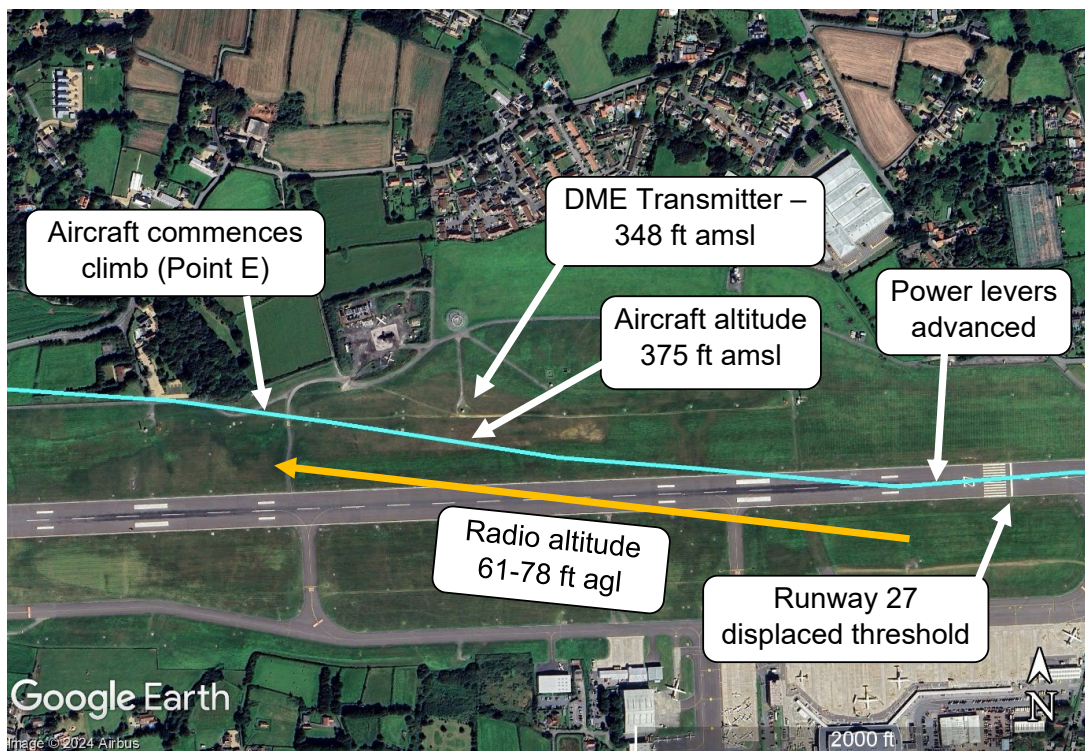 DME Transmitter –
348 ft amsl
Aircraft commences
climb (Point E)
Power levers
advanced
Aircraft altitude
375 ft amsl
27
Radio altitude
61-78 ft agl
Runway 27
displaced threshold
N
Google Earth
Image © 2024 Airbus
2000 ft